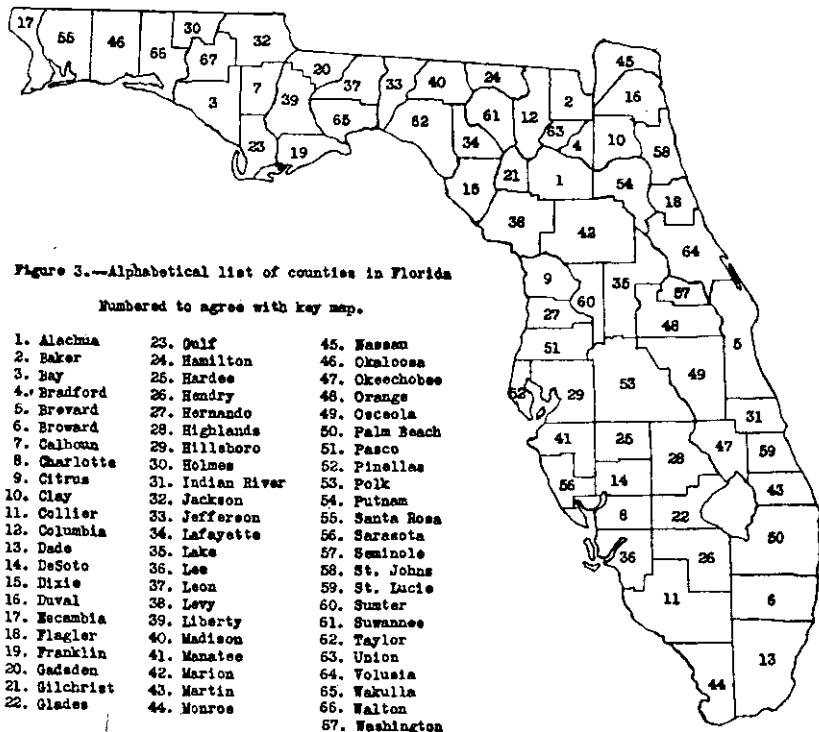 17
55
46
66
30
67
32
3
7
39
23
19
20
37
65
33
40
62
24
61
34
12
2
63
4
45
16
10
58
15
21
1
54
18
38
42
64
9
60
35
57
27
48
5
51
52
29
53
49
31
41
25
28
47
59
56
14
43
8
22
50
36
26
11
6
13
44
Figure 3.--Alphabetical list of counties in Florida
Numbered to agree with key map.
1. Alachua
2. Baker
3. Bay
4. Bradford
5. Brevard
6. Broward
7. Calhoun
8. Charlotte
9. Citrus
10. Clay
11. Collier
12. Columbia
13. Dade
14. DeSoto
15. Dixie
16. Duval
17. Escambia
18. Flagler
19. Franklin
20. Gadsden
21. Gilchrist
22. Glades
23. Gulf
24. Hamilton
25. Hardee
26. Hendry
27. Hernando
28. Highlands
29. Hillsboro
30. Holmes
31. Indian River
32. Jackson
33. Jefferson
34. Lafayette
35. Lake
36. Lee
37. Leon
38. Levy
39. Liberty
40. Madison
41. Manatee
42. Marion
43. Martin
44. Monroe
45. Nassau
46. Okaloosa
47. Okeechobee
48. Orange
49. Osceola
50. Palm Beach
51. Pasco
52. Pinellas
53. Polk
54. Putnam
55. Santa Rosa
56. Sarasota
57. Seminole
58. St. Johns
59. St. Lucie
60. Sumter
61. Suwannee
62. Taylor
63. Union
64. Volusia
65. Wakulla
66. Walton
67. Washington